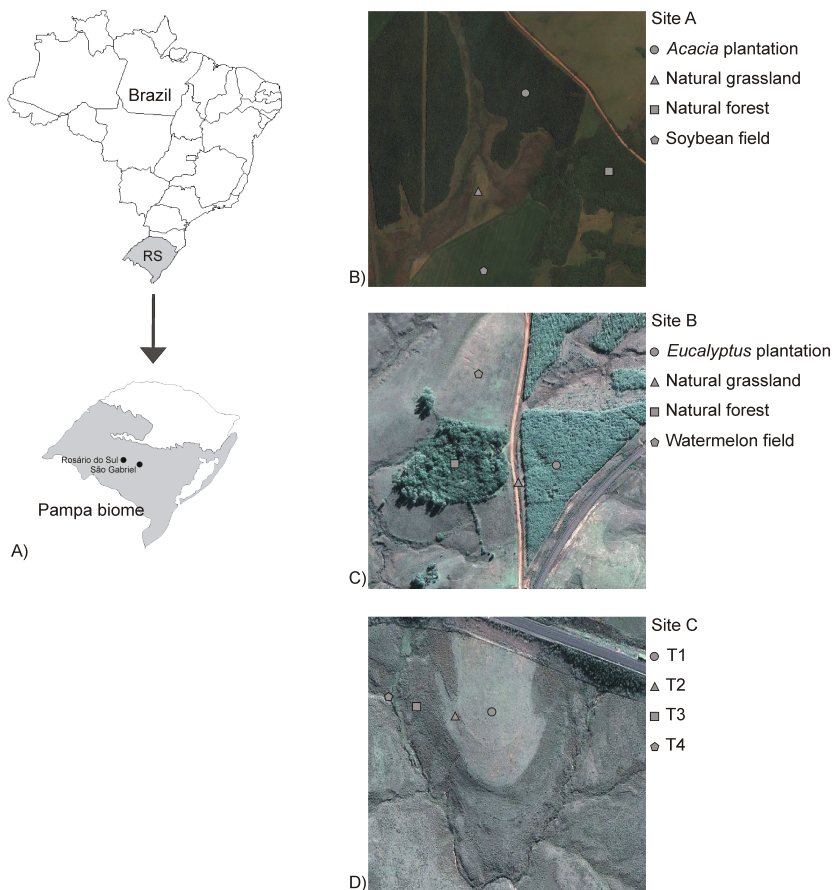 Brazil
RS
Rosário do Sul
São Gabriel
Pampa biome
A)
Site A
Acacia plantation
Natural grassland
Natural forest
Soybean field
B)
Site B
Eucalyptus plantation
Natural grassland
Natural forest
Watermelon field
C)
Site C
T1
T2
T3
T4
D)